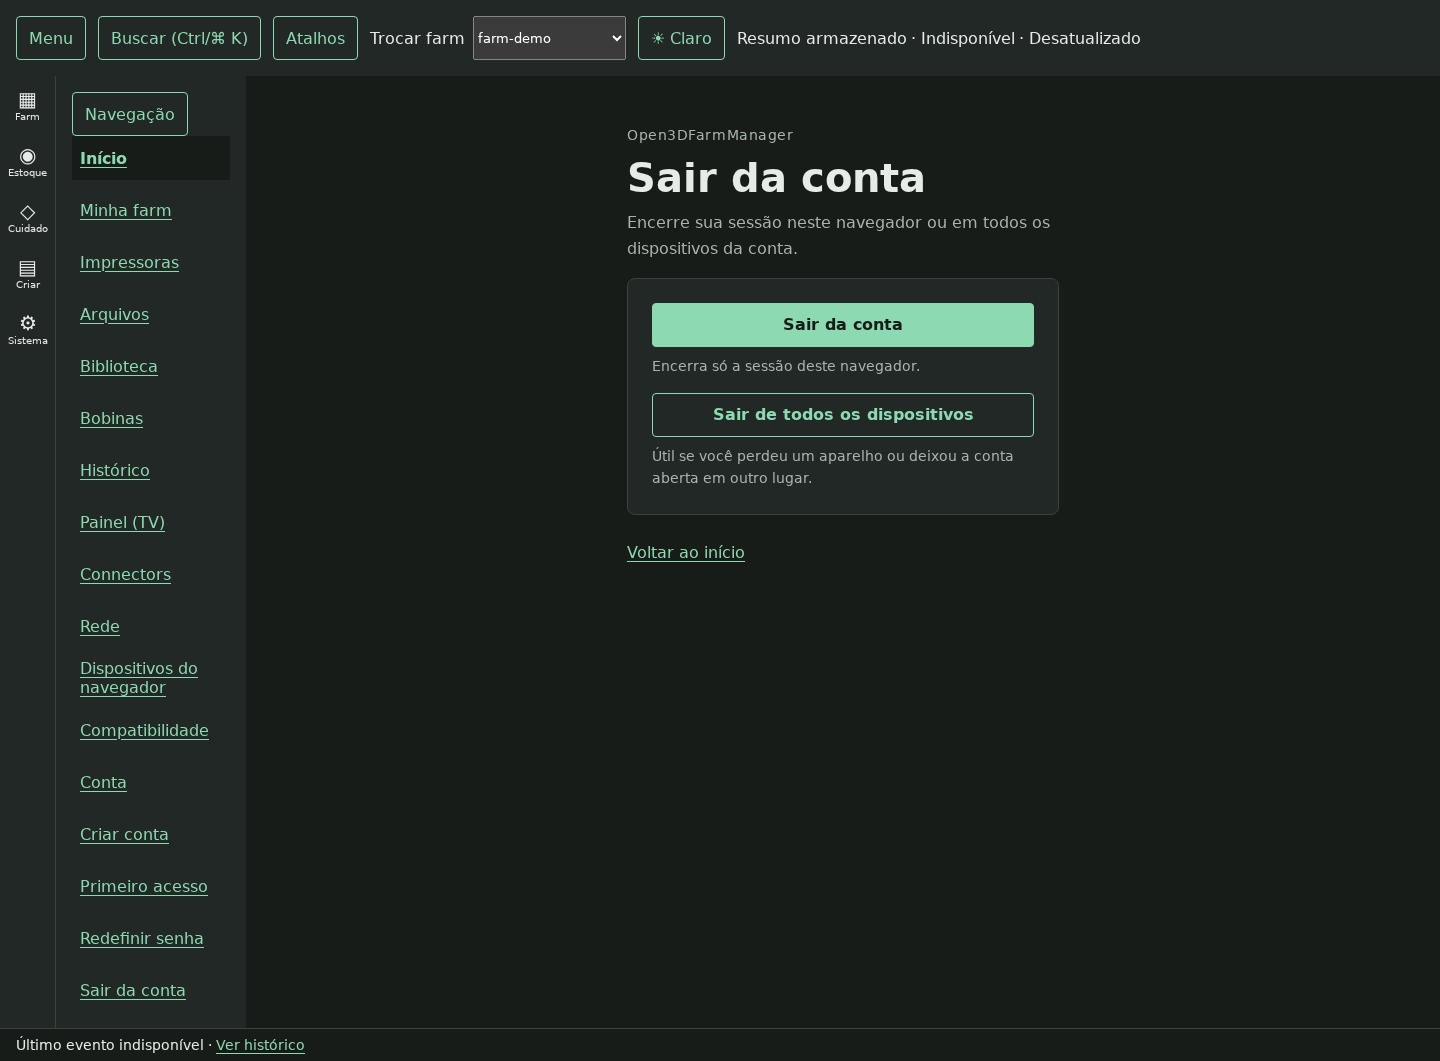 Menu
Buscar (Ctrl/⌘ K)
Atalhos
Trocar farm
farm-demo
☀ Claro
Resumo armazenado · Indisponível · Desatualizado
Farm
Estoque
Cuidado
Criar
Sistema
Navegação
Início
Minha farm
Impressoras
Arquivos
Biblioteca
Bobinas
Histórico
Painel (TV)
Connectors
Rede
Dispositivos do
navegador
Compatibilidade
Conta
Criar conta
Primeiro acesso
Redefinir senha
Sair da conta
Open3DFarmManager
Sair da conta
Encerre sua sessão neste navegador ou em todos os
dispositivos da conta.
Sair da conta
Encerra só a sessão deste navegador.
Sair de todos os dispositivos
Útil se você perdeu um aparelho ou deixou a conta
aberta em outro lugar.
Voltar ao início
Último evento indisponível · Ver histórico